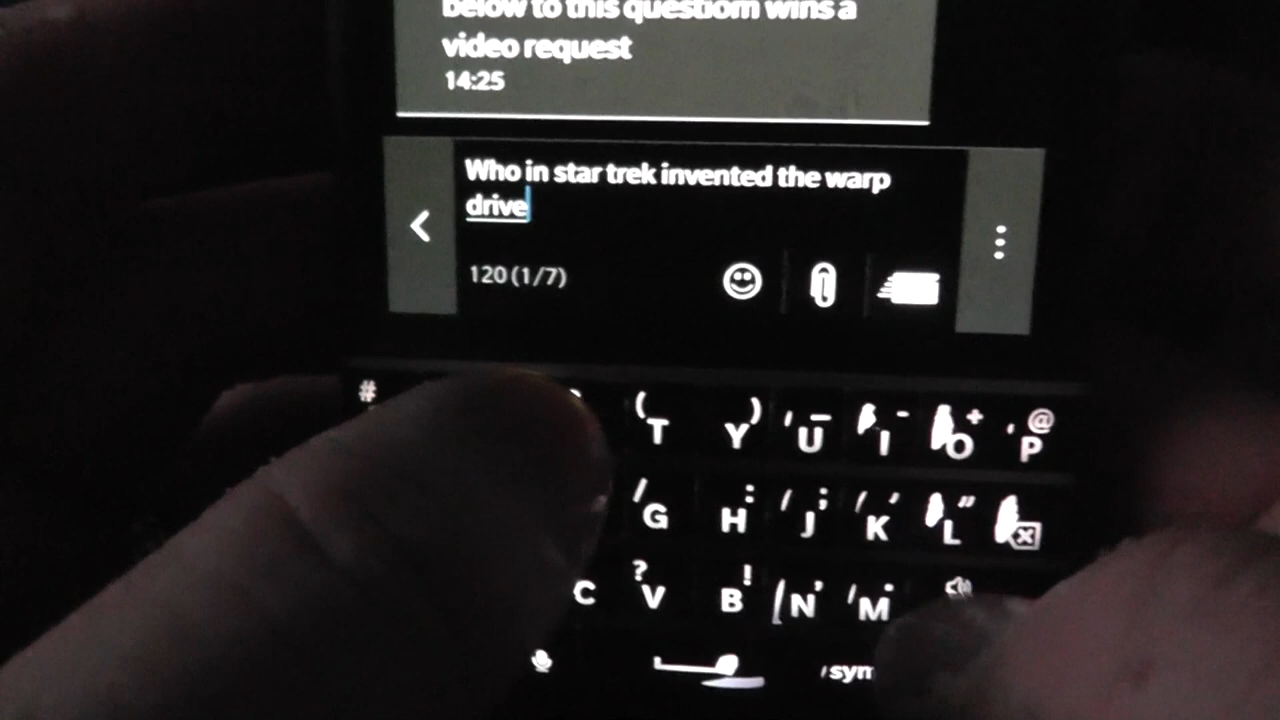 below to this questiom wins a
video request
14:25
Who in star trek invented the warp
drive
120 (1/7)
# ( T ) Y _ U - I + O @ P
/ G : H ; J ' K " L
C ? V ! B , N . M
sym